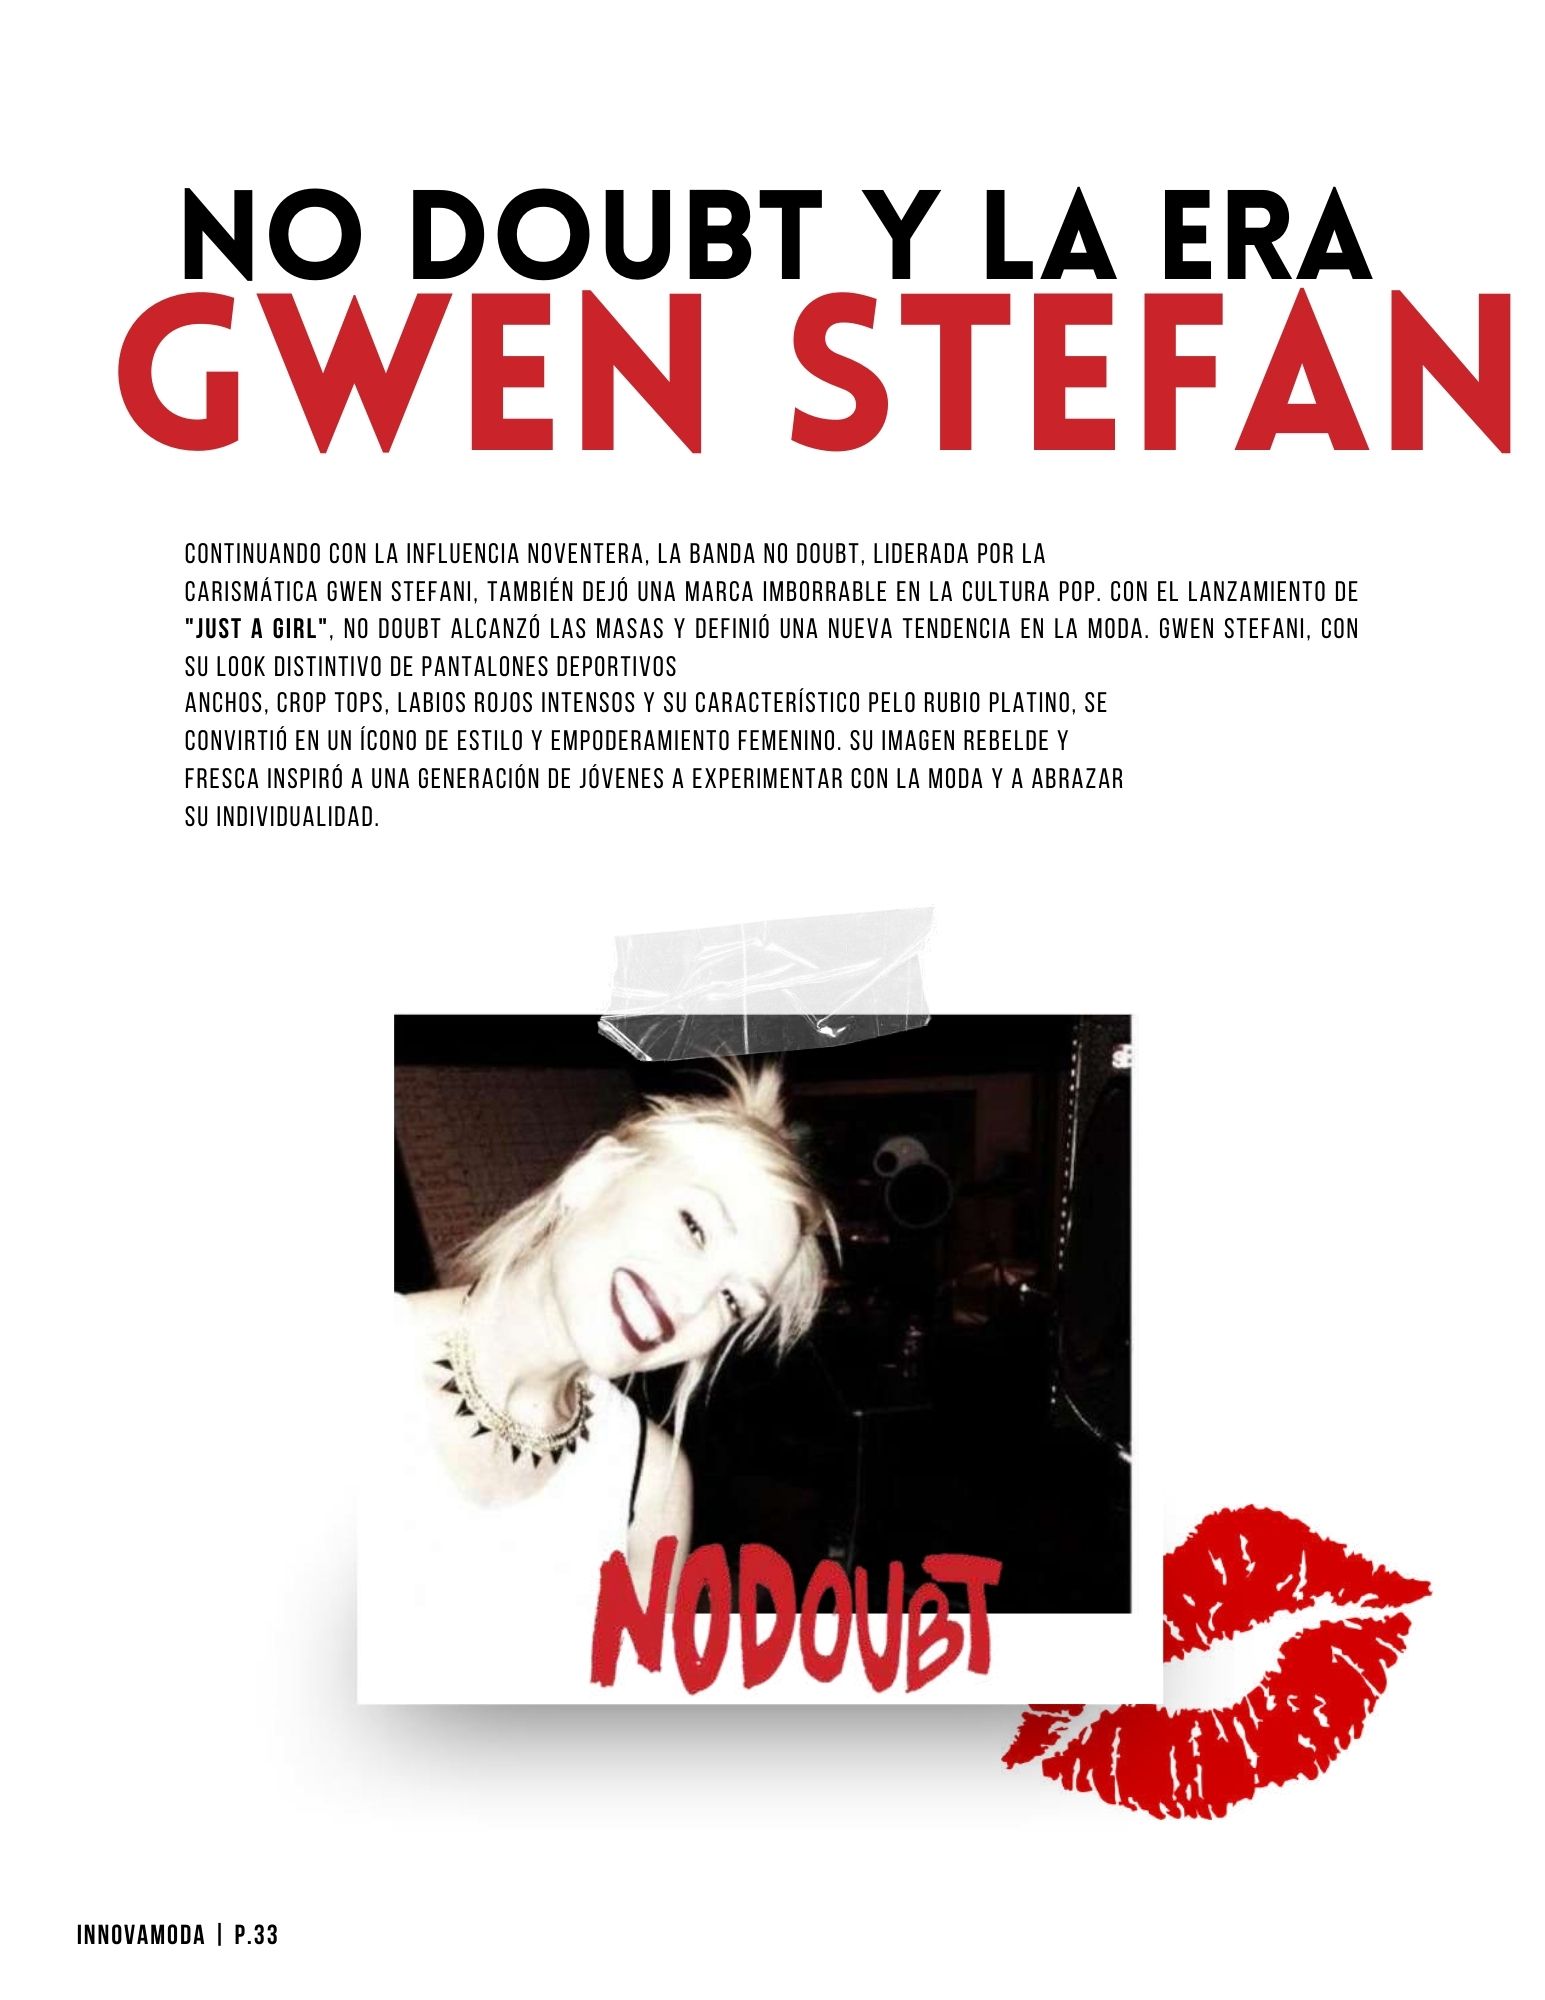 NO DOUBT Y LA ERA
GWEN STEFAN
CONTINUANDO CON LA INFLUENCIA NOVENTERA, LA BANDA NO DOUBT, LIDERADA POR LA
CARISMÁTICA GWEN STEFANI, TAMBIÉN DEJÓ UNA MARCA IMBORRABLE EN LA CULTURA POP. CON EL LANZAMIENTO DE
"JUST A GIRL", NO DOUBT ALCANZÓ LAS MASAS Y DEFINIÓ UNA NUEVA TENDENCIA EN LA MODA. GWEN STEFANI, CON
SU LOOK DISTINTIVO DE PANTALONES DEPORTIVOS
ANCHOS, CROP TOPS, LABIOS ROJOS INTENSOS Y SU CARACTERÍSTICO PELO RUBIO PLATINO, SE
CONVIRTIÓ EN UN ÍCONO DE ESTILO Y EMPODERAMIENTO FEMENINO. SU IMAGEN REBELDE Y
FRESCA INSPIRÓ A UNA GENERACIÓN DE JÓVENES A EXPERIMENTAR CON LA MODA Y A ABRAZAR
SU INDIVIDUALIDAD.
NODOUBT
INNOVAMODA | P.33